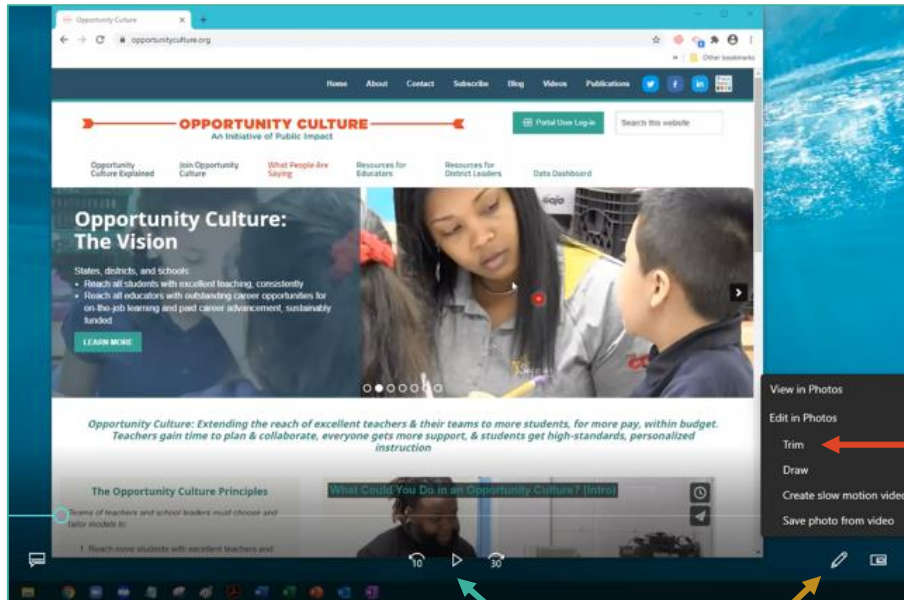 Opportunity Culture
opportunityculture.org
Other bookmarks
Home About Contact Subscribe Blog Videos Publications
OPPORTUNITY CULTURE
An Initiative of Public Impact
Portal User Log-in
Search this website
Opportunity Culture Explained
Join Opportunity Culture
What People Are Saying
Resources for Educators
Resources for District Leaders
Data Dashboard
Opportunity Culture:
The Vision
States, districts, and schools:
• Reach all students with excellent teaching, consistently
• Reach all educators with outstanding career opportunities for
on-the-job learning and paid career advancement, sustainably
funded
LEARN MORE
View in Photos
Edit in Photos
Trim
Draw
Create slow motion video
Save photo from video
Opportunity Culture: Extending the reach of excellent teachers & their teams to more students, for more pay, within budget.
Teachers gain time to plan & collaborate, everyone gets more support, & students get high-standards, personalized
instruction
The Opportunity Culture Principles
Teams of teachers and school leaders must choose and
tailor models to:
1. Reach more students with excellent teachers and
What Could You Do in an Opportunity Culture? (Intro)
10
30